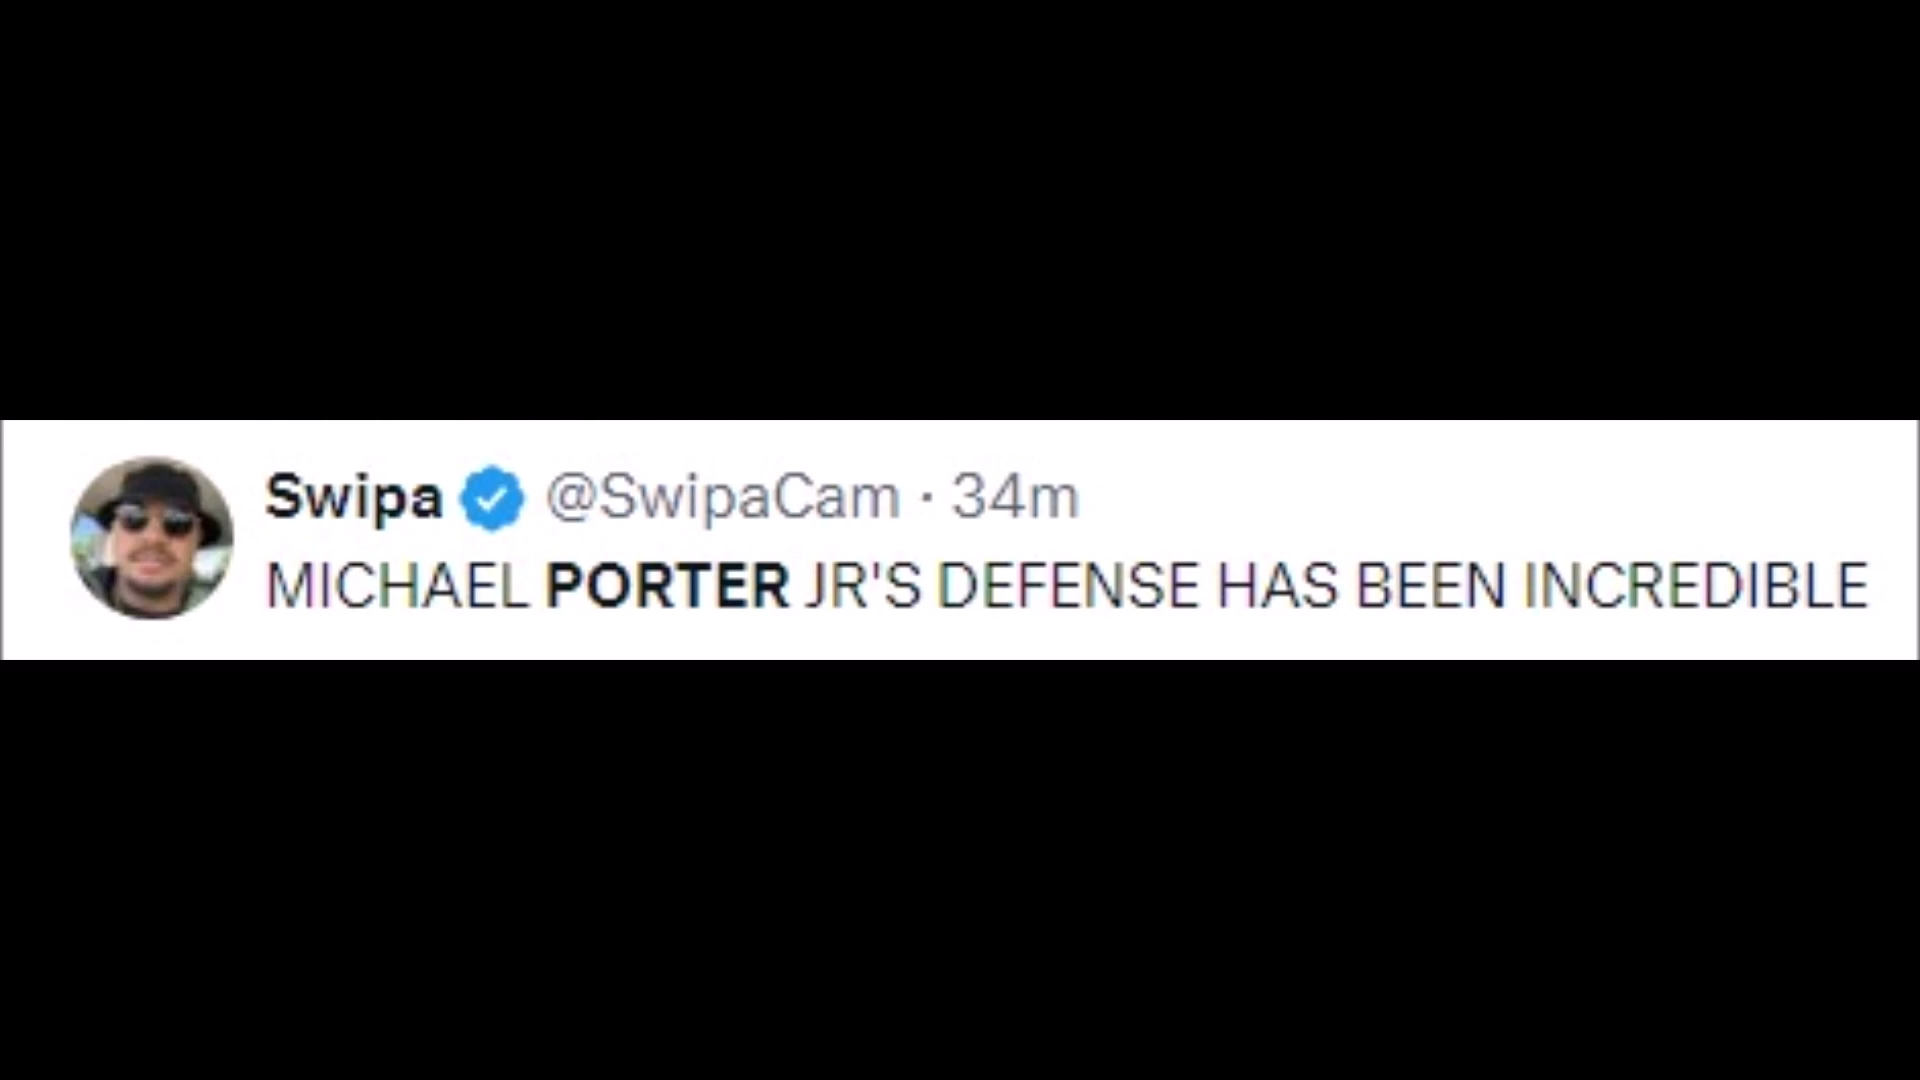 Swipa @SwipaCam · 34m
MICHAEL PORTER JR'S DEFENSE HAS BEEN INCREDIBLE